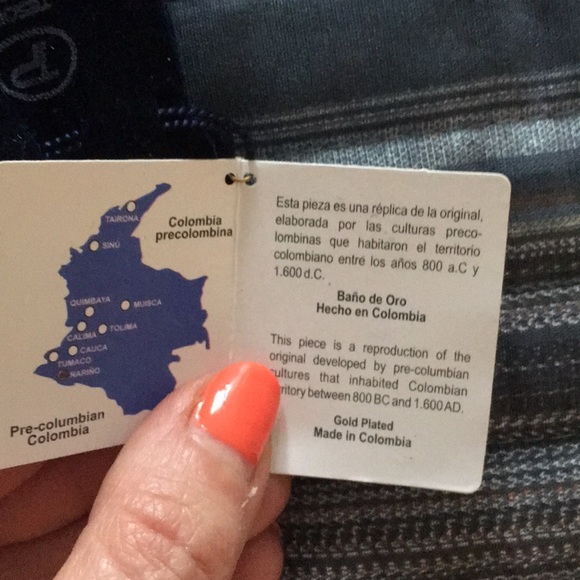 TAIRONA
Colombia
precolombina
SINÚ
QUIMBAYA
MUISCA
CALIMA
TOLIMA
CAUCA
TUMACO
NARIÑO
Pre-columbian
Colombia
Esta pieza es una réplica de la original,
elaborada por las culturas preco-
lombinas que habitaron el territorio
colombiano entre los años 800 a.C y
1.600 d.C.
Baño de Oro
Hecho en Colombia
This piece is a reproduction of the
original developed by pre-columbian
cultures that inhabited Colombian
territory between 800 BC and 1.600 AD.
Gold Plated
Made in Colombia